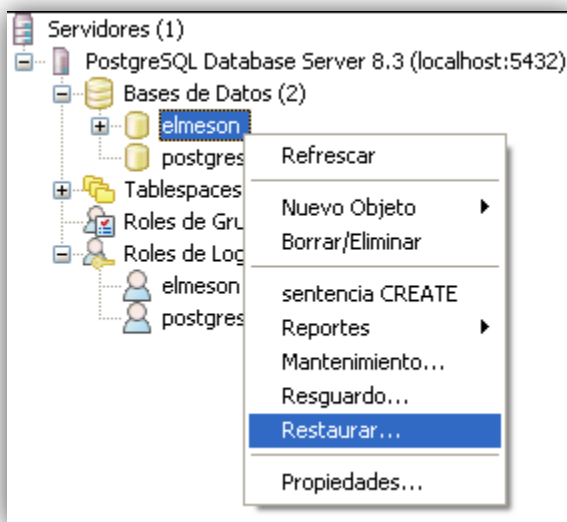 Servidores (1)
PostgreSQL Database Server 8.3 (localhost:5432)
Bases de Datos (2)
elmeson
postgres
Tablespaces
Roles de Gru
Roles de Log
elmeson
postgres
Refrescar
Nuevo Objeto
Borrar/Eliminar
sentencia CREATE
Reportes
Mantenimiento...
Resguardo...
Restaurar...
Propiedades...